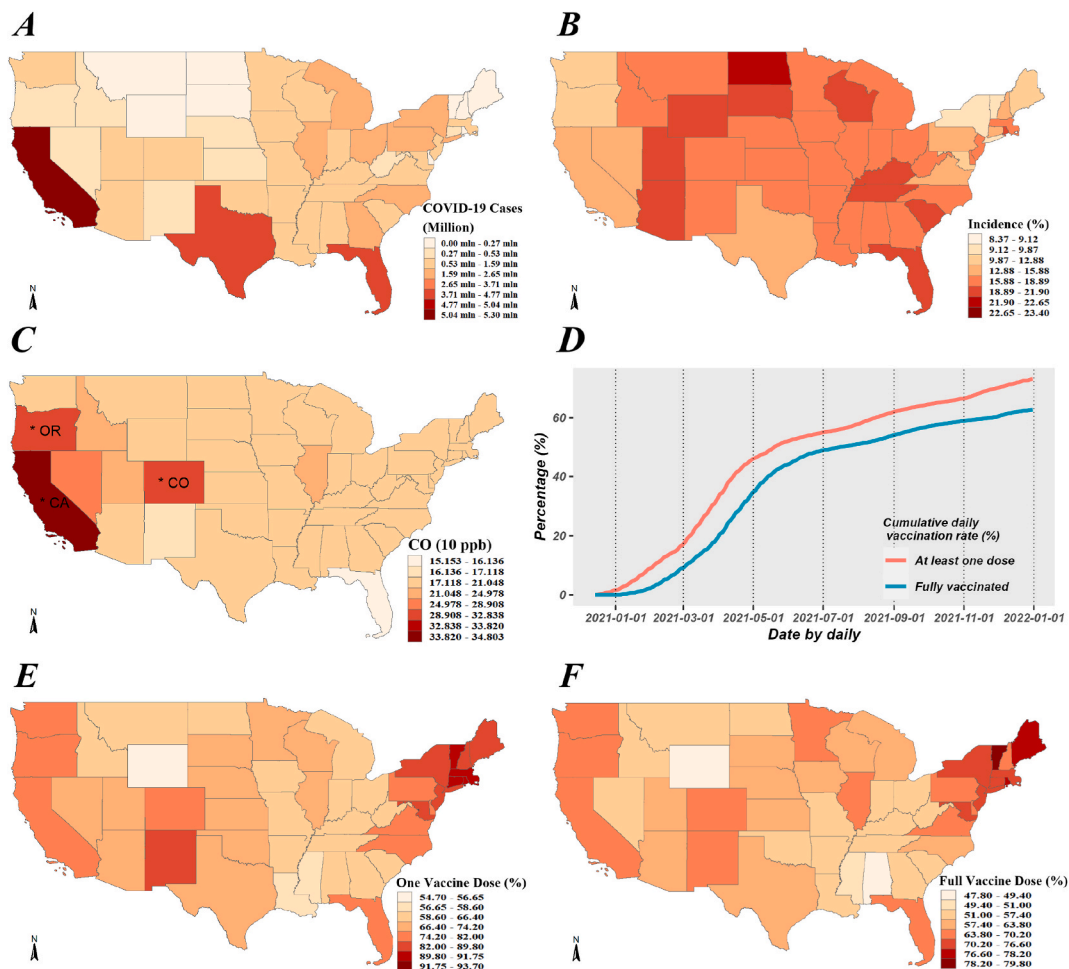 A
COVID-19 Cases
(Million)
0.00 mln - 0.27 mln
0.27 mln - 0.53 mln
0.53 mln - 1.59 mln
1.59 mln - 2.65 mln
2.65 mln - 3.71 mln
3.71 mln - 4.77 mln
4.77 mln - 5.04 mln
5.04 mln - 5.30 mln
N
B
Incidence (%)
8.37 - 9.12
9.12 - 9.87
9.87 - 12.88
12.88 - 15.88
15.88 - 18.89
18.89 - 21.90
21.90 - 22.65
22.65 - 23.40
N
C
* OR
* CA
* CO
CO (10 ppb)
15.153 - 16.136
16.136 - 17.118
17.118 - 21.048
21.048 - 24.978
24.978 - 28.908
28.908 - 32.838
32.838 - 33.820
33.820 - 34.803
N
D
Percentage (%)
60
40
20
0
Cumulative daily
vaccination rate (%)
At least one dose
Fully vaccinated
2021-01-01 2021-03-01 2021-05-01 2021-07-01 2021-09-01 2021-11-01 2022-01-01
Date by daily
E
One Vaccine Dose (%)
54.70 - 56.65
56.65 - 58.60
58.60 - 66.40
66.40 - 74.20
74.20 - 82.00
82.00 - 89.80
89.80 - 91.75
91.75 - 93.70
N
F
Full Vaccine Dose (%)
47.80 - 49.40
49.40 - 51.00
51.00 - 57.40
57.40 - 63.80
63.80 - 70.20
70.20 - 76.60
76.60 - 78.20
78.20 - 79.80
N